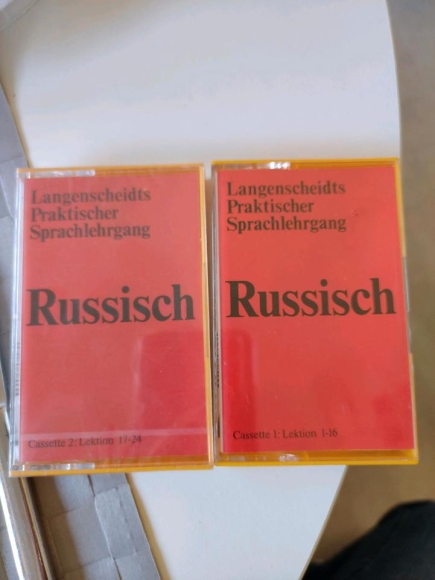 Langenscheidts
Praktischer
Sprachlehrgang
Russisch
Cassette 2: Lektion 17-24
Langenscheidts
Praktischer
Sprachlehrgang
Russisch
Cassette 1: Lektion 1-16